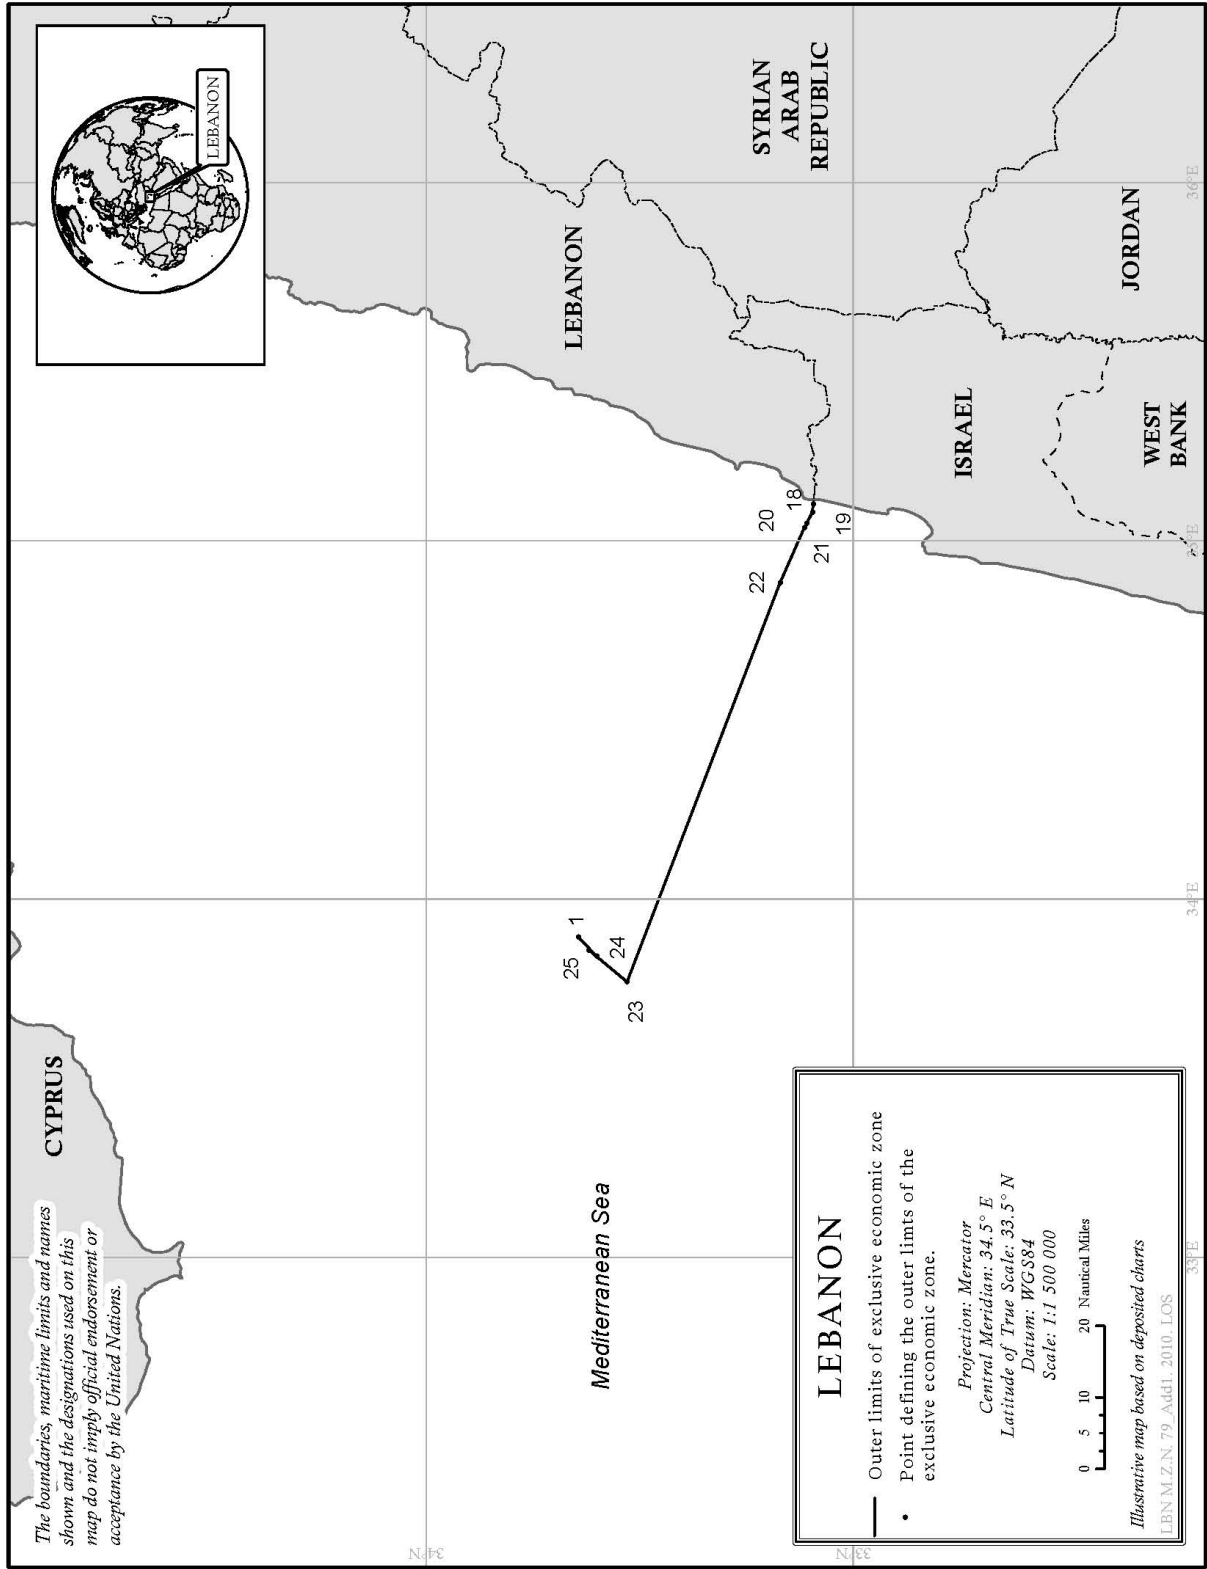 The boundaries, maritime limits and names
shown and the designations used on this
map do not imply official endorsement or
acceptance by the United Nations.
CYPRUS
LEBANON
LEBANON
SYRIAN
ARAB
REPUBLIC
ISRAEL
JORDAN
WEST
BANK
Mediterranean Sea
25
1
24
23
22
20
18
21
19
34°N
33°N
33°E
34°E
35°E
36°E
LEBANON
Outer limits of exclusive economic zone
Point defining the outer limts of the
exclusive economic zone.
Projection: Mercator
Central Meridian: 34.5° E
Latitude of True Scale: 33.5° N
Datum: WGS84
Scale: 1:1 500 000
0 5 10 20 Nautical Miles
Illustrative map based on deposited charts
LBN M.Z.N. 79_Add1. 2010. LOS